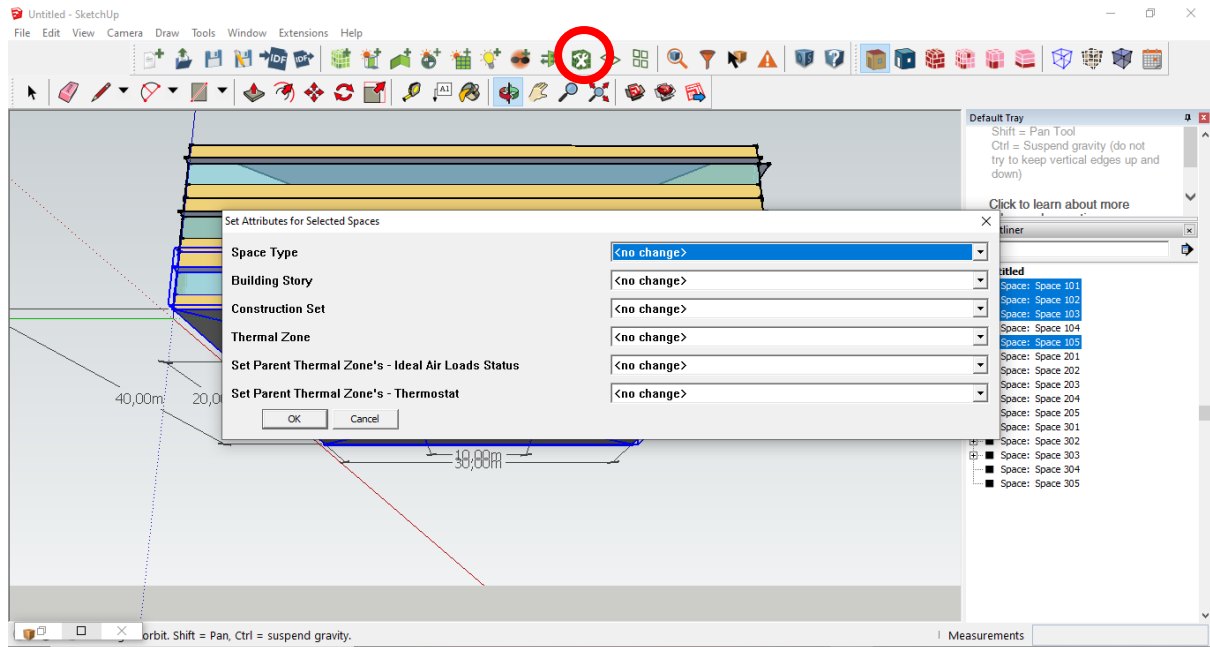 Untitled - SketchUp
File Edit View Camera Draw Tools Window Extensions Help
IDF IDF
A1
Default Tray
Shift = Pan Tool
Ctrl = Suspend gravity (do not
try to keep vertical edges up and
down)
Click to learn about more
Set Attributes for Selected Spaces
Space Type <no change>
Building Story <no change>
Construction Set <no change>
Thermal Zone <no change>
Set Parent Thermal Zone's - Ideal Air Loads Status <no change>
Set Parent Thermal Zone's - Thermostat <no change>
OK Cancel
tliner
titled
Space: Space 101
Space: Space 102
Space: Space 103
Space: Space 104
Space: Space 105
Space: Space 201
Space: Space 202
Space: Space 203
Space: Space 204
Space: Space 205
Space: Space 301
Space: Space 302
Space: Space 303
Space: Space 304
Space: Space 305
40,00m
20,0
30,00m
orbit. Shift = Pan, Ctrl = suspend gravity.
Measurements